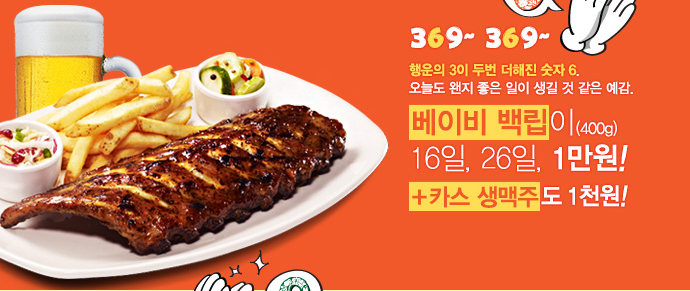 369~ 369~
행운의 3이 두번 더해진 숫자 6.
오늘도 왠지 좋은 일이 생길 것 같은 예감.
베이비 백립이(400g)
16일, 26일, 1만원!
+카스 생맥주도 1천원!